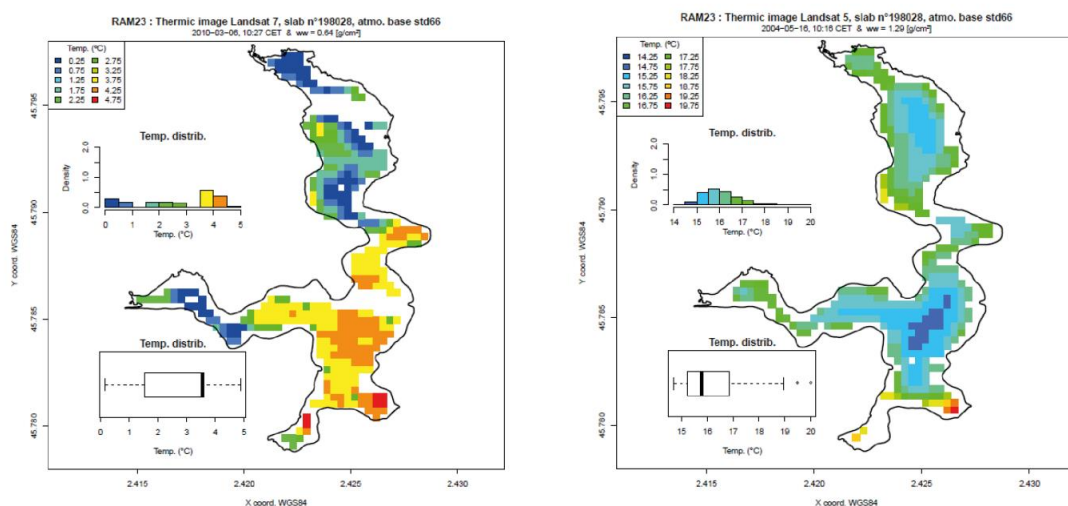 RAM23 : Thermic image Landsat 7, slab n°198028, atmo. base std66
2010-03-06, 10:27 CET & ww = 0.64 [g/cm²]
Temp. (°C)
0.25 2.75
0.75 3.25
1.25 3.75
1.75 4.25
2.25 4.75
Temp. distrib.
Density
0.0 1.0 2.0
0 1 2 3 4 5
Temp. (°C)
Temp. distrib.
0 1 2 3 4 5
Temp. (°C)
Y coord. WGS84
45.795
45.790
45.785
45.780
2.415 2.420 2.425 2.430
X coord. WGS84
RAM23 : Thermic image Landsat 5, slab n°198028, atmo. base std66
2004-05-16, 10:16 CET & ww = 1.29 [g/cm²]
Temp. (°C)
14.25 17.25
14.75 17.75
15.25 18.25
15.75 18.75
16.25 19.25
16.75 19.75
Temp. distrib.
Density
0.0 1.0 2.0
14 15 16 17 18 19 20
Temp. (°C)
Temp. distrib.
15 16 17 18 19 20
Temp. (°C)
Y coord. WGS84
45.795
45.790
45.785
45.780
2.415 2.420 2.425 2.430
X coord. WGS84